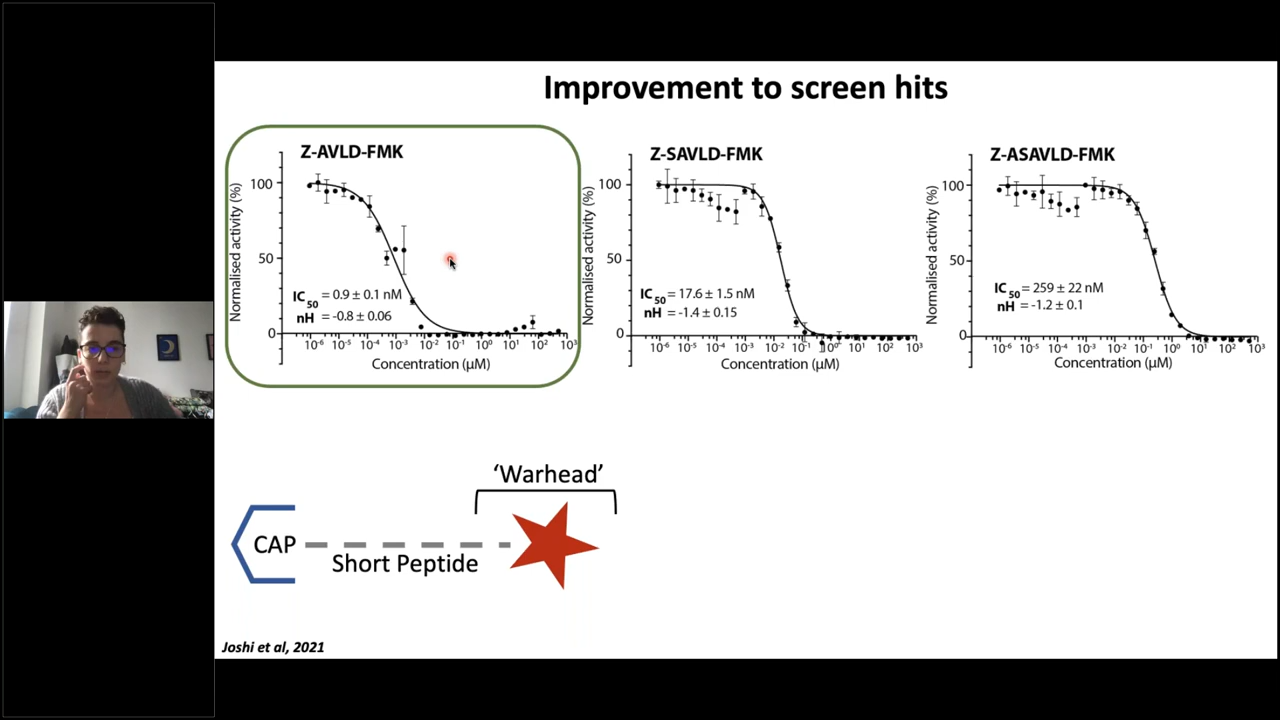 Improvement to screen hits
Z-AVLD-FMK
Normalised activity (%)
100
50
0
IC50 = 0.9 ± 0.1 nM
nH = -0.8 ± 0.06
10-6 10-5 10-4 10-3 10-2 10-1 100 101 102 103
Concentration (µM)
Z-SAVLD-FMK
Normalised activity (%)
100
50
0
IC50 = 17.6 ± 1.5 nM
nH = -1.4 ± 0.15
10-6 10-5 10-4 10-3 10-2 10-1 100 101 102 103
Concentration (µM)
Z-ASAVLD-FMK
Normalised activity (%)
100
50
0
IC50 = 259 ± 22 nM
nH = -1.2 ± 0.1
10-6 10-5 10-4 10-3 10-2 10-1 100 101 102 103
Concentration (µM)
‘Warhead’
CAP
Short Peptide
Joshi et al, 2021